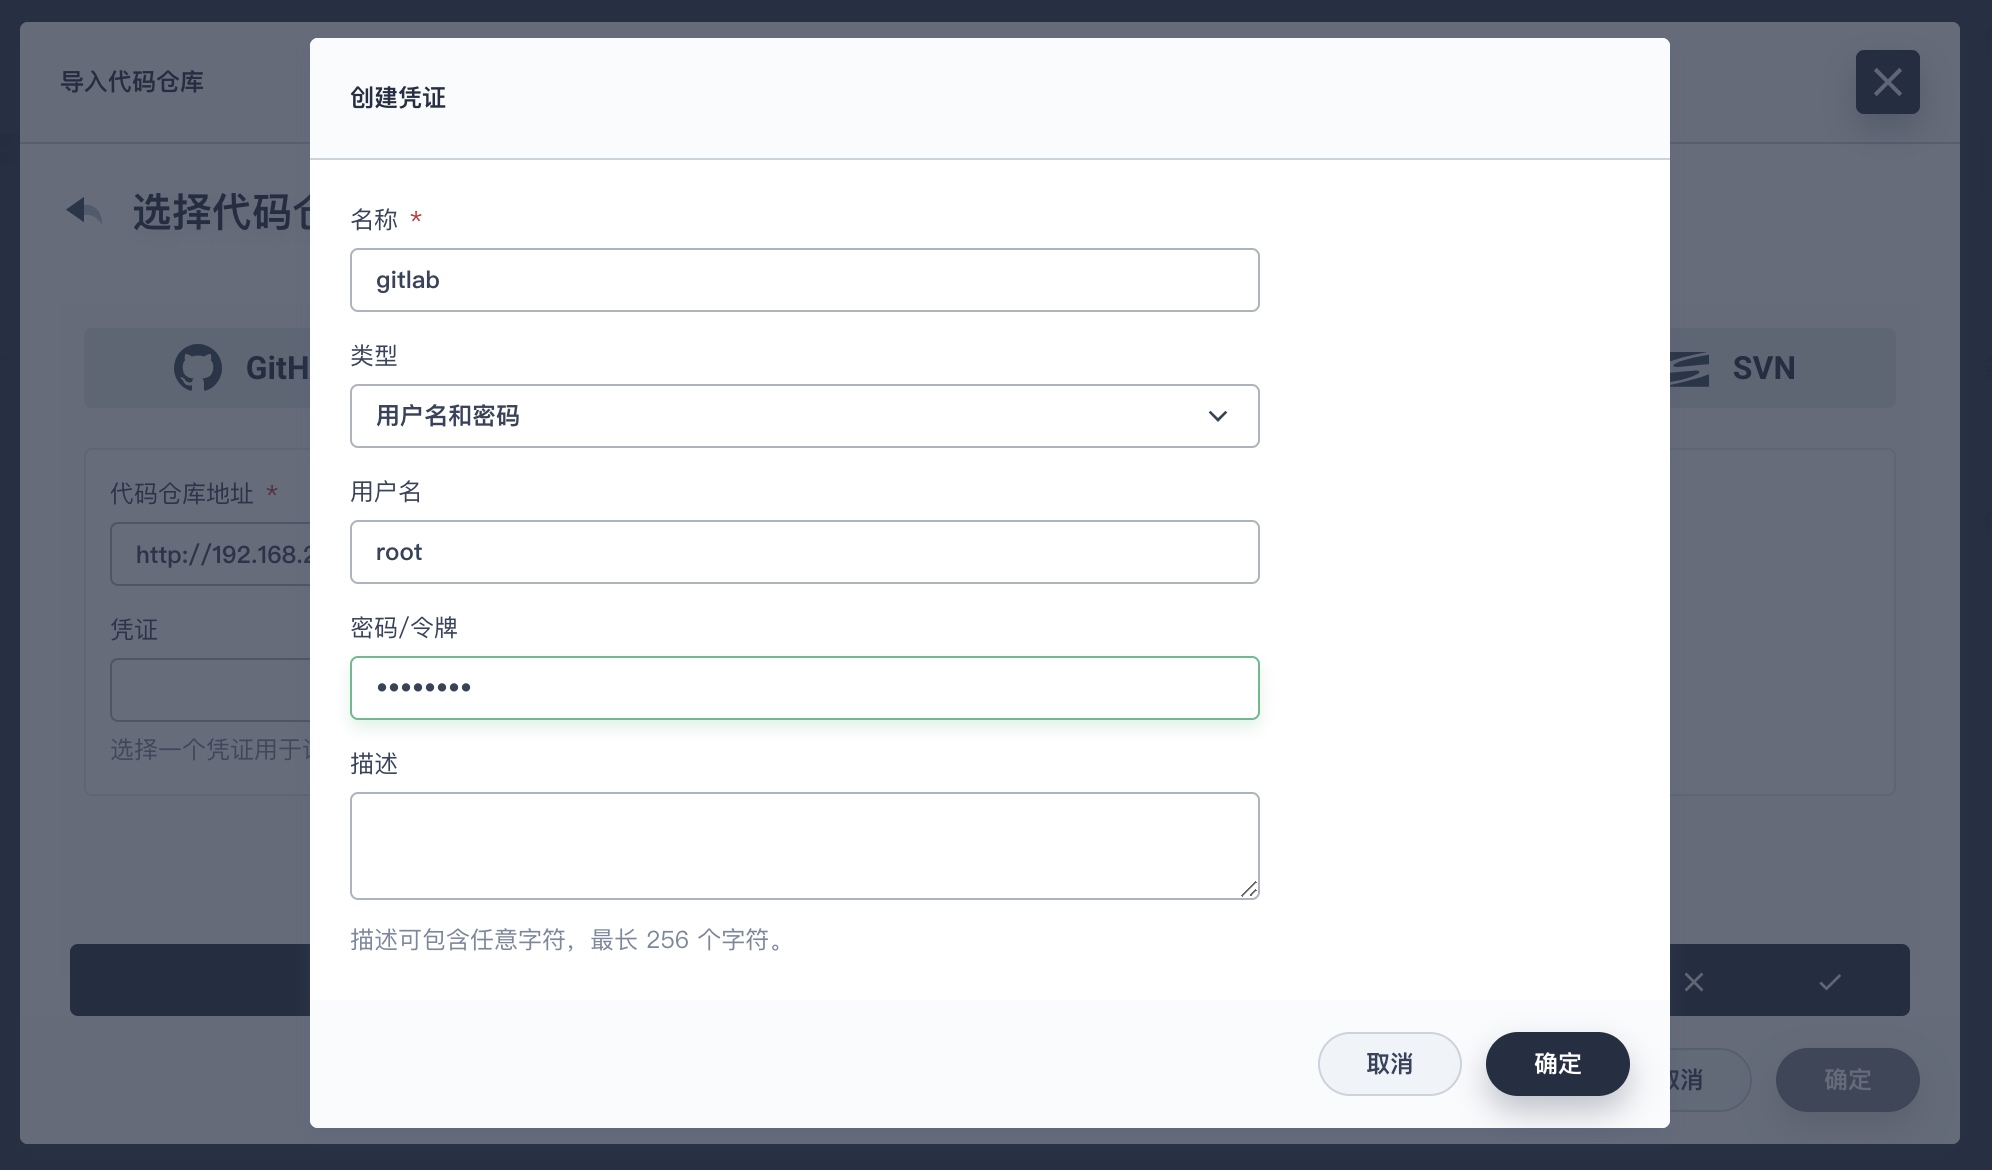 导入代码仓库
创建凭证
选择代码
名称 *
gitlab
类型
GitH
SVN
用户名和密码
代码仓库地址 *
用户名
http://192.168.2
root
凭证
密码/令牌
••••••••
选择一个凭证用于
描述
描述可包含任意字符，最长 256 个字符。
取消
确定
消
确定